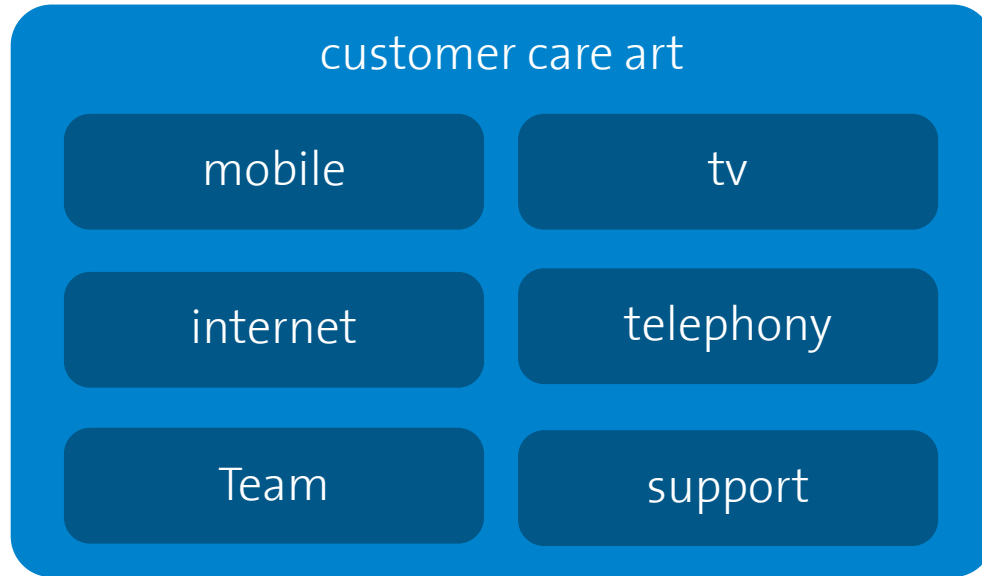 customer care art
mobile
tv
internet
telephony
Team
support